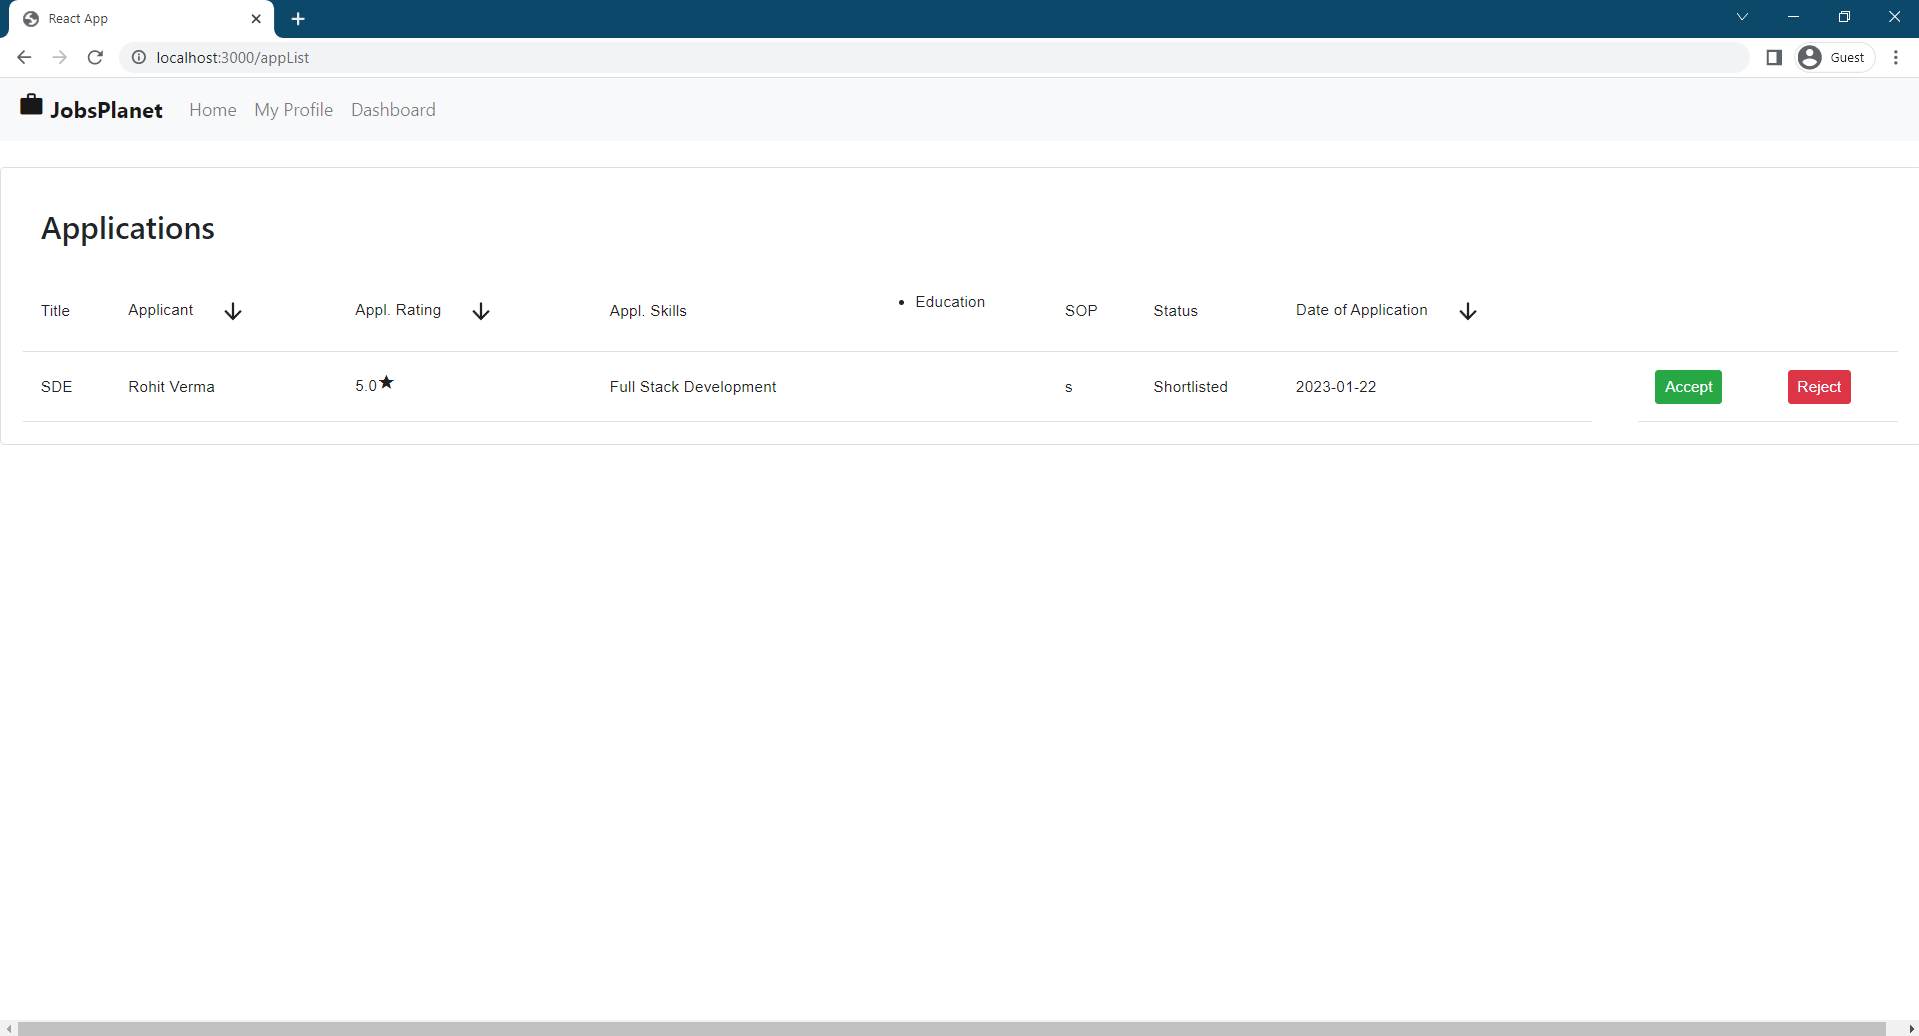 React App
localhost:3000/appList
Guest
JobsPlanet Home My Profile Dashboard
Applications
Title Applicant Appl. Rating Appl. Skills • Education SOP Status Date of Application
SDE Rohit Verma 5.0★ Full Stack Development s Shortlisted 2023-01-22 Accept Reject